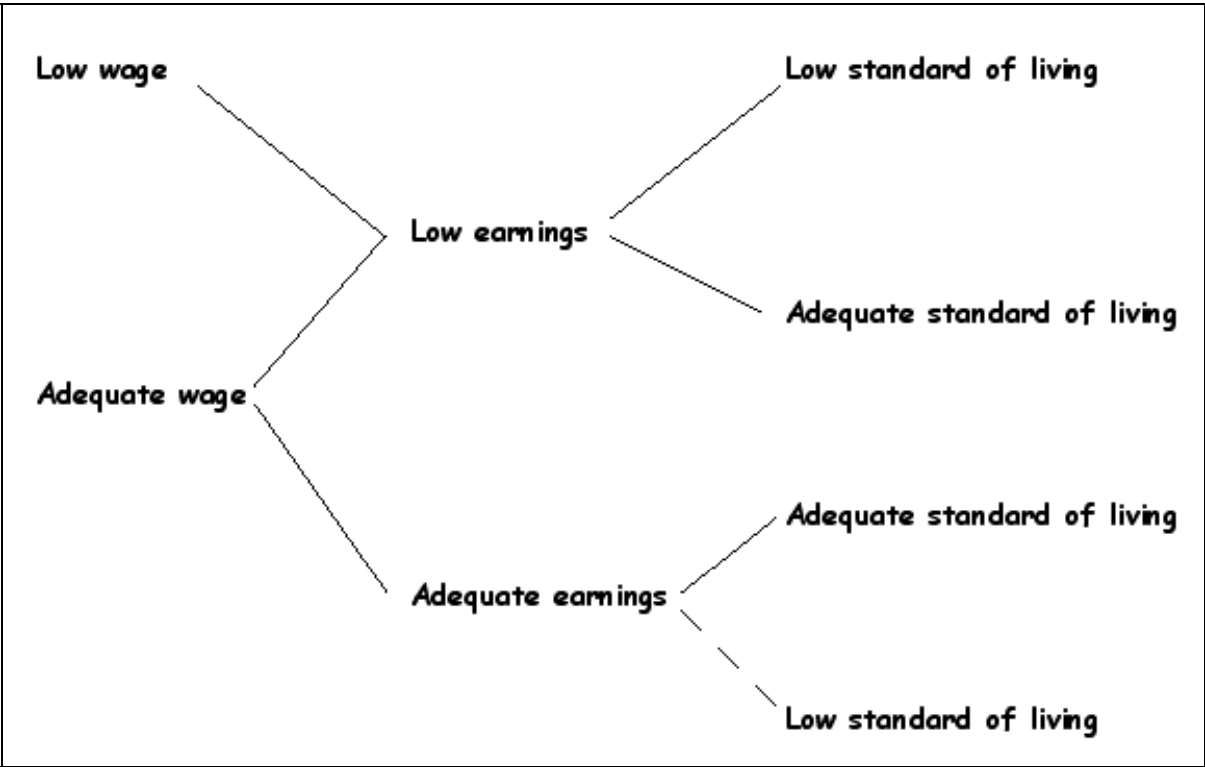 Low wage
Low standard of living
Low earnings
Adequate standard of living
Adequate wage
Adequate standard of living
Adequate earnings
Low standard of living